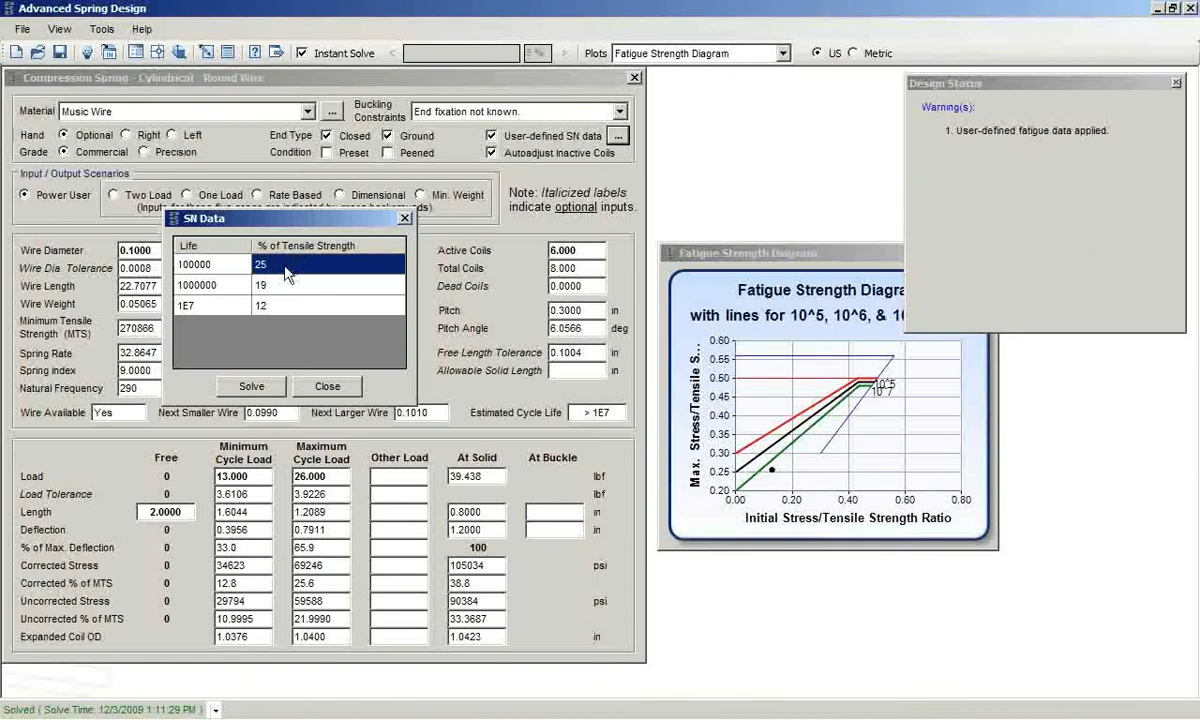 Advanced Spring Design
File View Tools Help
Instant Solve < > Plots Fatigue Strength Diagram US Metric
Compression Spring - Cylindrical Round Wire
Material Music Wire ... Buckling Constraints End fixation not known.
Hand Optional Right Left End Type Closed Ground User-defined SN data ...
Grade Commercial Precision Condition Preset Peened Autoadjust Inactive Coils
Input / Output Scenarios
Power User Two Load One Load Rate Based Dimensional Min. Weight
Note: Italicized labels
indicate optional inputs.
SN Data
Life % of Tensile Strength
100000 25
1000000 19
1E7 12
Solve Close
Wire Diameter 0.1000
Wire Dia Tolerance 0.0008
Wire Length 22.7077
Wire Weight 0.05065
Minimum Tensile
Strength (MTS) 270866
Spring Rate 32.8647
Spring index 9.0000
Natural Frequency 290
Active Coils 6.000
Total Coils 8.000
Dead Coils 0.0000
Pitch 0.3000 in
Pitch Angle 6.0566 deg
Free Length Tolerance 0.1004 in
Allowable Solid Length in
Wire Available Yes Next Smaller Wire 0.0990 Next Larger Wire 0.1010 Estimated Cycle Life > 1E7
Free Minimum Cycle Load Maximum Cycle Load Other Load At Solid At Buckle
Load 0 13.000 26.000 39.438 lbf
Load Tolerance 0 3.6106 3.9226 lbf
Length 2.0000 1.6044 1.2089 0.8000 in
Deflection 0 0.3956 0.7911 1.2000 in
% of Max. Deflection 0 33.0 65.9 100
Corrected Stress 0 34623 69246 105034 psi
Corrected % of MTS 0 12.8 25.6 38.8
Uncorrected Stress 0 29794 59588 90384 psi
Uncorrected % of MTS 0 10.9995 21.9990 33.3687
Expanded Coil OD 1.0376 1.0400 1.0423 in
Design Status
Warning(s):
1. User-defined fatigue data applied.
Fatigue Strength Diagram
Fatigue Strength Diagra
with lines for 10^5, 10^6, & 10
Max. Stress/Tensile S...
0.60
0.55
0.50
0.45
0.40
0.35
0.30
0.25
0.20
10^5
10^7
0.00 0.20 0.40 0.60 0.80
Initial Stress/Tensile Strength Ratio
Solved ( Solve Time: 12/3/2009 1:11:29 PM )